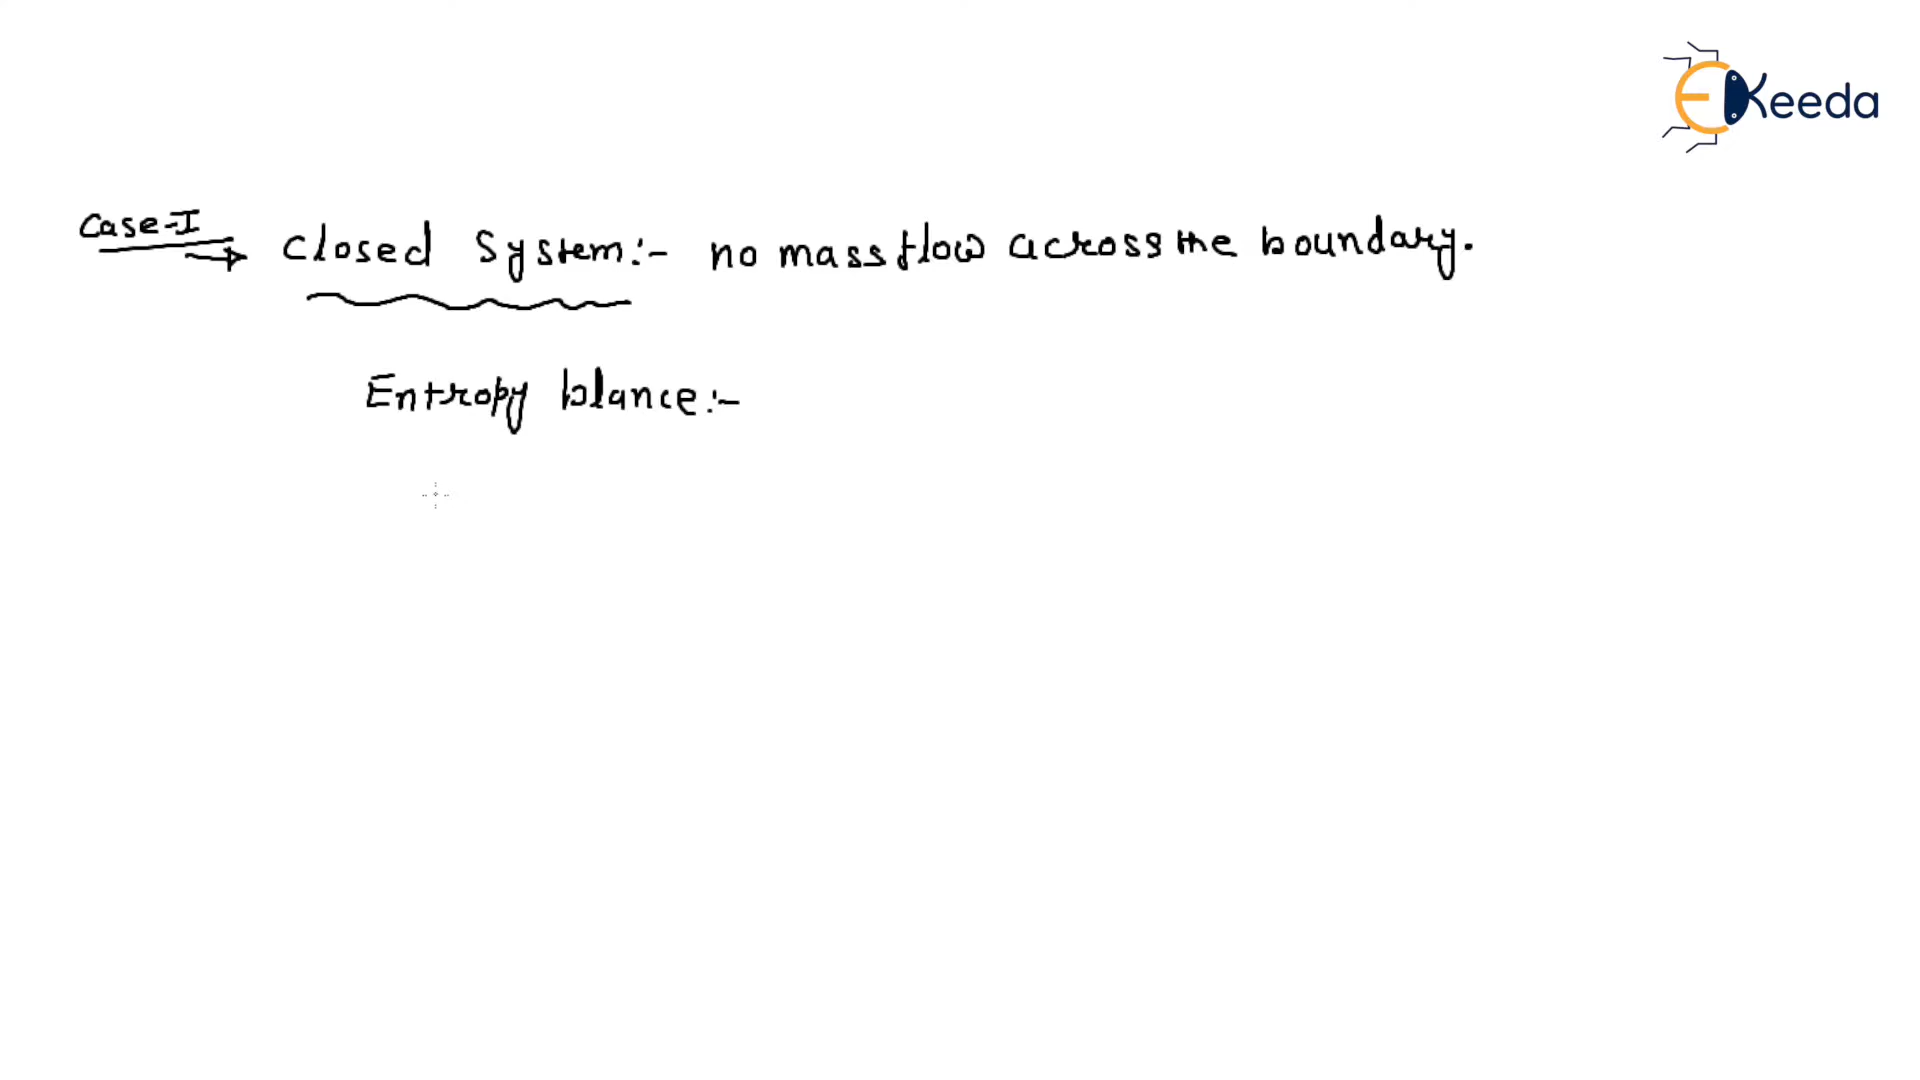 EKeeda
Case-I
Closed System:- no mass flow across the boundary.
Entropy blance:-